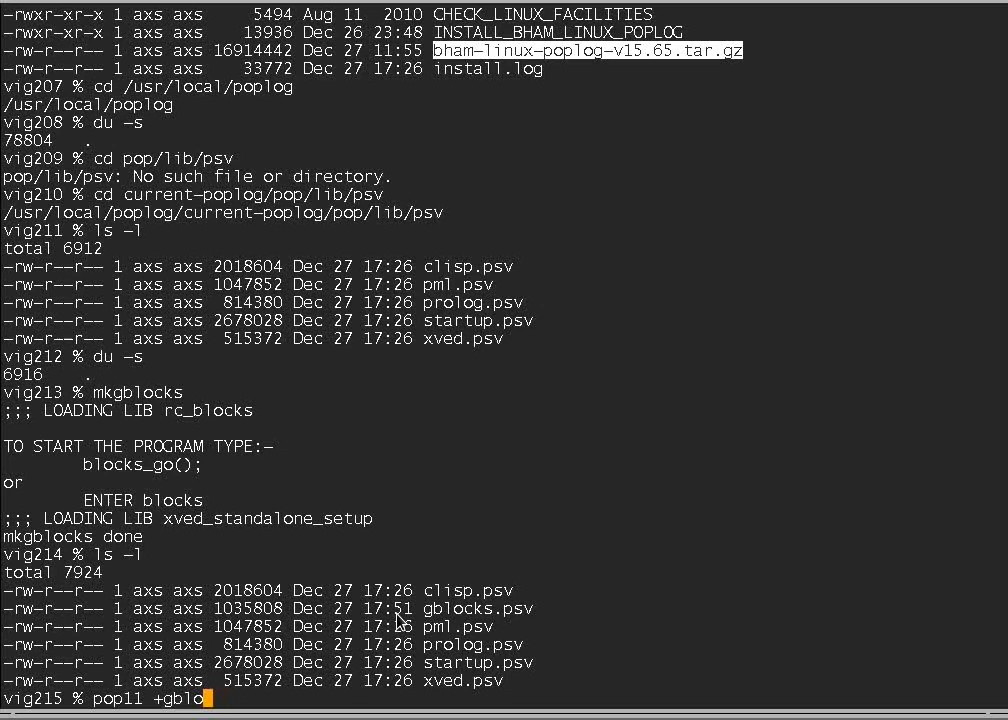 -rwxr-xr-x 1 axs axs     5494 Aug 11  2010 CHECK_LINUX_FACILITIES
-rwxr-xr-x 1 axs axs    13936 Dec 26 23:48 INSTALL_BHAM_LINUX_POPLOG
-rw-r--r-- 1 axs axs 16914442 Dec 27 11:55 bham-linux-poplog-v15.65.tar.gz
-rw-r--r-- 1 axs axs    33772 Dec 27 17:26 install.log
vig207 % cd /usr/local/poplog
/usr/local/poplog
vig208 % du -s
78804   .
vig209 % cd pop/lib/psv
pop/lib/psv: No such file or directory.
vig210 % cd current-poplog/pop/lib/psv
/usr/local/poplog/current-poplog/pop/lib/psv
vig211 % ls -l
total 6912
-rw-r--r-- 1 axs axs 2018604 Dec 27 17:26 clisp.psv
-rw-r--r-- 1 axs axs 1047852 Dec 27 17:26 pml.psv
-rw-r--r-- 1 axs axs  814380 Dec 27 17:26 prolog.psv
-rw-r--r-- 1 axs axs 2678028 Dec 27 17:26 startup.psv
-rw-r--r-- 1 axs axs  515372 Dec 27 17:26 xved.psv
vig212 % du -s
6916    .
vig213 % mkgblocks
;;; LOADING LIB rc_blocks
TO START THE PROGRAM TYPE:-
        blocks_go();
or
        ENTER blocks
;;; LOADING LIB xved_standalone_setup
mkgblocks done
vig214 % ls -l
total 7924
-rw-r--r-- 1 axs axs 2018604 Dec 27 17:26 clisp.psv
-rw-r--r-- 1 axs axs 1035808 Dec 27 17:51 gblocks.psv
-rw-r--r-- 1 axs axs 1047852 Dec 27 17:26 pml.psv
-rw-r--r-- 1 axs axs  814380 Dec 27 17:26 prolog.psv
-rw-r--r-- 1 axs axs 2678028 Dec 27 17:26 startup.psv
-rw-r--r-- 1 axs axs  515372 Dec 27 17:26 xved.psv
vig215 % pop11 +gblo